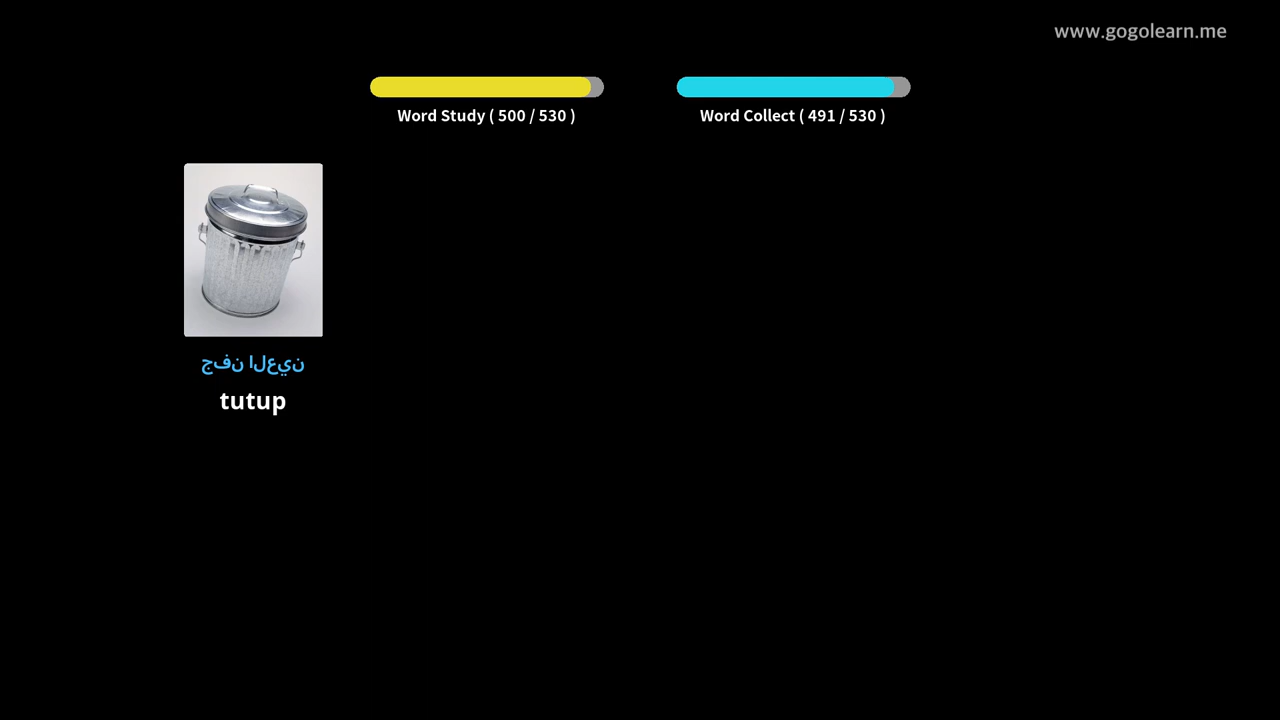 www.gogolearn.me
Word Study ( 500 / 530 )
Word Collect ( 491 / 530 )
جفن العين
tutup